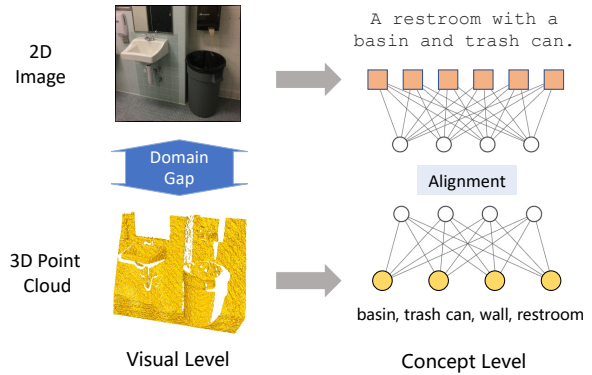 2D
Image
A restroom with a
basin and trash can.
Domain
Gap
Alignment
3D Point
Cloud
basin, trash can, wall, restroom
Visual Level
Concept Level